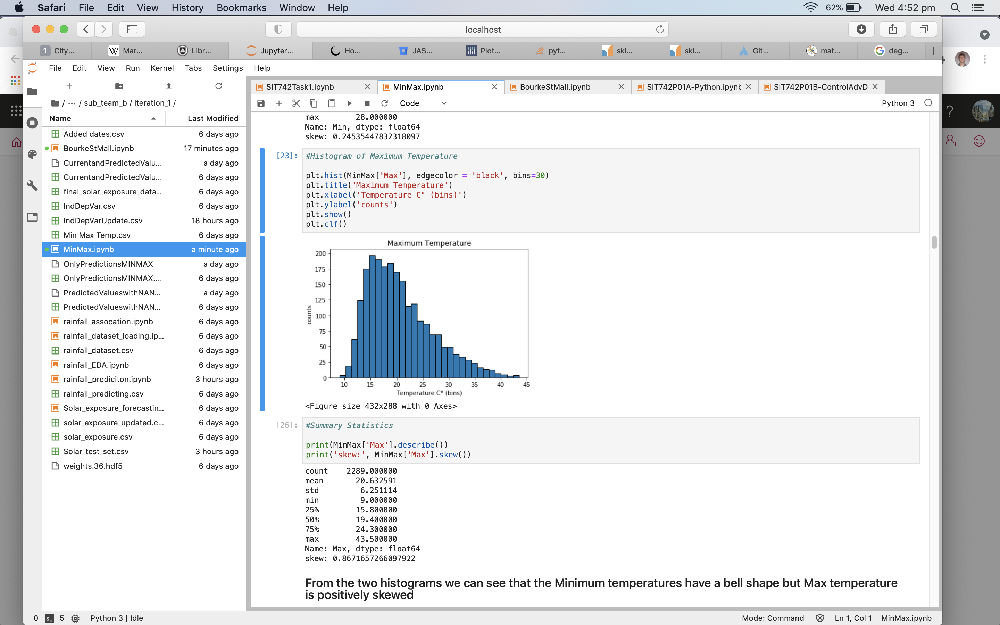 Safari File Edit View History Bookmarks Window Help 62% Wed 4:52 pm
localhost
1 City... W Mar... Libr... Jupyter... Ho... JAS... Plot... pyt... skl... skl... Git... mat... deg...
File Edit View Run Kernel Tabs Settings Help
SIT742Task1.ipynb MinMax.ipynb BourkeStMall.ipynb SIT742P01A-Python.ipynb SIT742P01B-ControlAdvD
/ ... / sub_team_b / iteration_1 /
Code Python 3
Name Last Modified
Added dates.csv 6 days ago
BourkeStMall.ipynb 17 minutes ago
CurrentandPredictedValu... a day ago
CurrentandPredictedValu... 6 days ago
final_solar_exposure_data... 6 days ago
IndDepVar.csv 6 days ago
IndDepVarUpdate.csv 18 hours ago
Min Max Temp.csv 6 days ago
MinMax.ipynb a minute ago
OnlyPredictionsMINMAX a day ago
OnlyPredictionsMINMAX.... 6 days ago
PredictedValueswithNAN... a day ago
PredictedValueswithNAN... 6 days ago
rainfall_assocation.ipynb 6 days ago
rainfall_dataset_loading.ip... 6 days ago
rainfall_dataset.csv 6 days ago
rainfall_EDA.ipynb 6 days ago
rainfall_prediciton.ipynb 3 hours ago
rainfall_predicting.csv 6 days ago
Solar_exposure_forecastin... 6 days ago
solar_exposure_updated.c... 6 days ago
solar_exposure.csv 6 days ago
Solar_test_set.csv 3 hours ago
weights.36.hdf5 6 days ago
max 28.000000
Name: Min, dtype: float64
skew: 0.24535447832318097
[23]: #Histogram of Maximum Temperature
plt.hist(MinMax['Max'], edgecolor = 'black', bins=30)
plt.title('Maximum Temperature')
plt.xlabel('Temperature C° (bins)')
plt.ylabel('counts')
plt.show()
plt.clf()
Maximum Temperature
200
175
150
125
100
75
50
25
0
counts
10 15 20 25 30 35 40 45
Temperature C° (bins)
<Figure size 432x288 with 0 Axes>
[26]: #Summary Statistics
print(MinMax['Max'].describe())
print('skew:', MinMax['Max'].skew())
count 2289.000000
mean 20.632591
std 6.251114
min 9.000000
25% 15.800000
50% 19.400000
75% 24.300000
max 43.500000
Name: Max, dtype: float64
skew: 0.8671657266097922
From the two histograms we can see that the Minimum temperatures have a bell shape but Max temperature
is positively skewed
0 $_ 5 Python 3 | Idle Mode: Command Ln 1, Col 1 MinMax.ipynb